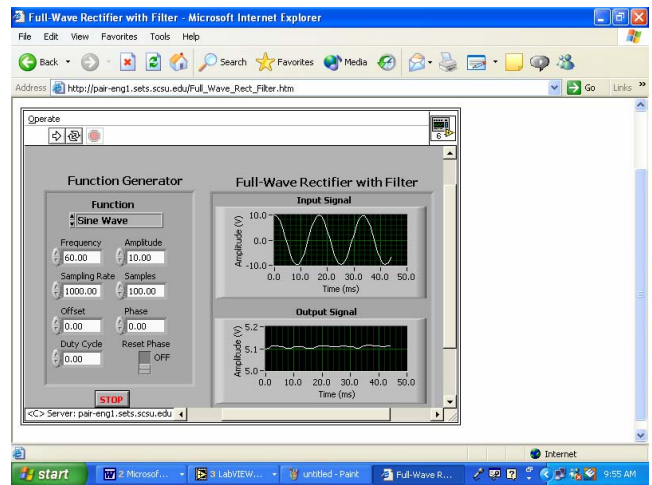 Full-Wave Rectifier with Filter - Microsoft Internet Explorer
File Edit View Favorites Tools Help
Back Search Favorites Media
Address http://pair-eng1.sets.scsu.edu/Full_Wave_Rect_Filter.htm Go Links »
Operate
6
Function Generator
Function
Sine Wave
Frequency Amplitude
60.00 10.00
Sampling Rate Samples
1000.00 100.00
Offset Phase
0.00 0.00
Duty Cycle Reset Phase
0.00 OFF
STOP
Full-Wave Rectifier with Filter
Input Signal
Amplitude (V)
10.0
0.0
-10.0
0.0 10.0 20.0 30.0 40.0 50.0
Time (ms)
Output Signal
Amplitude (V)
5.2
5.1
5.0
0.0 10.0 20.0 30.0 40.0 50.0
Time (ms)
<C> Server: pair-eng1.sets.scsu.edu
Internet
start 2 Microsof... 3 LabVIEW... untitled - Paint Full-Wave R... 9:55 AM